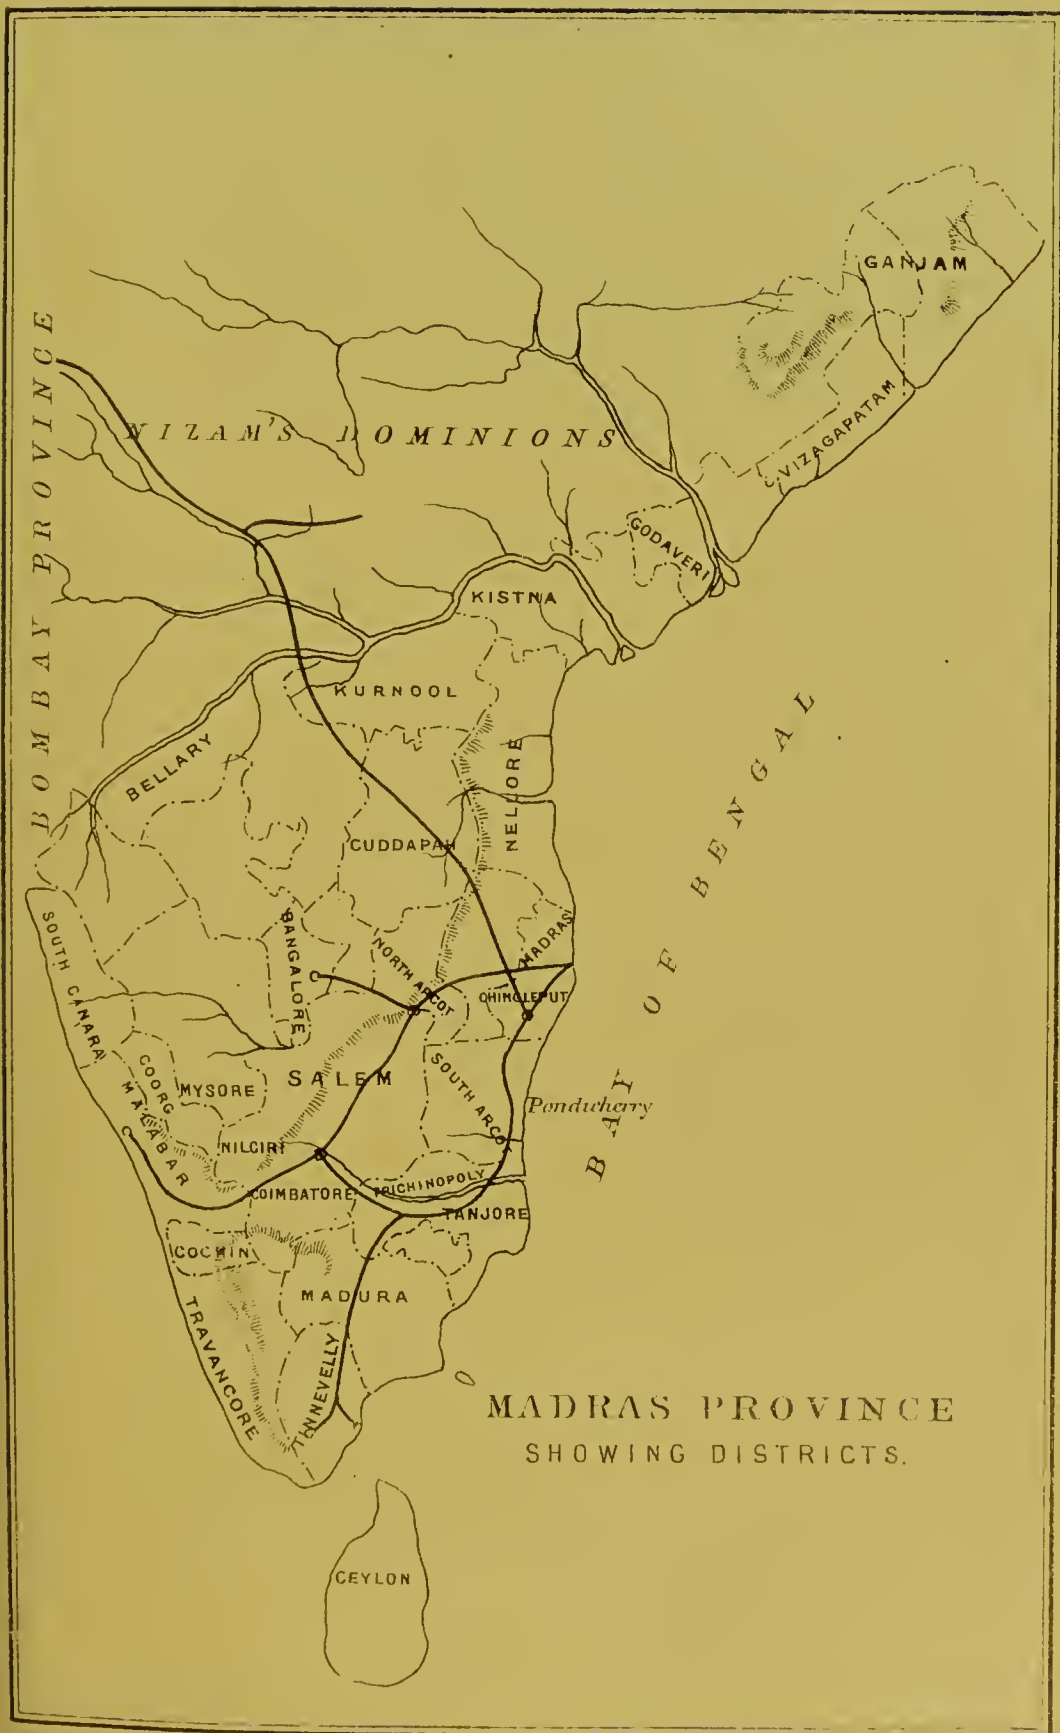 GANJAM
BOMBAY PROVINCE
NIZAM'S DOMINIONS
VIZAGAPATAM
GODAVERI
KISTNA
KURNOOL
BELLARY
NELLORE
CUDDAPAH
BAY OF BENGAL
BANGALORE
NORTH ARCOT
MADRAS
SOUTH CANARA
CHINGLEPUT
COORG
MYSORE
SALEM
SOUTH ARCOT
Pondicherry
MALABAR
NILGIRI
COIMBATORE
TRICHINOPOLY
TANJORE
COCHIN
MADURA
TRAVANCORE
TINNEVELLY
MADRAS PROVINCE
SHOWING DISTRICTS.
CEYLON